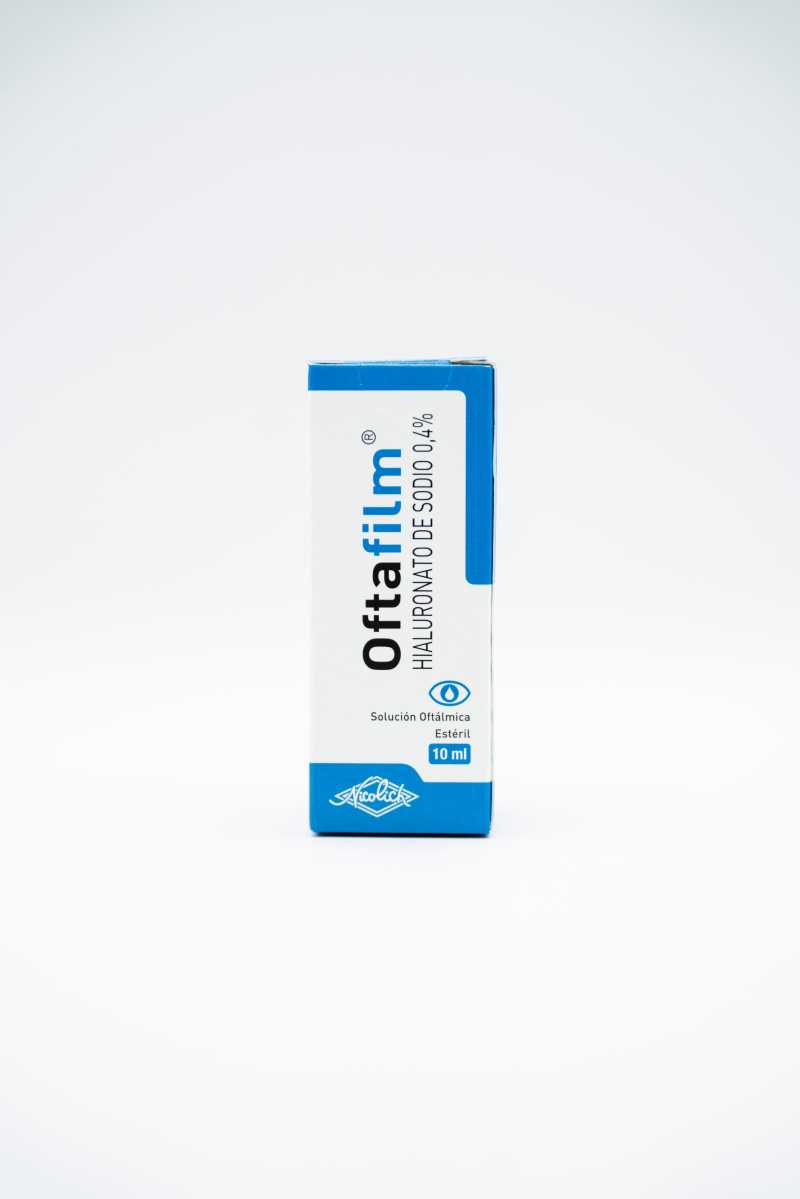 Oftafilm®
HIALURONATO DE SODIO 0,4%
Solución Oftálmica
Estéril
10 ml
Nicolich